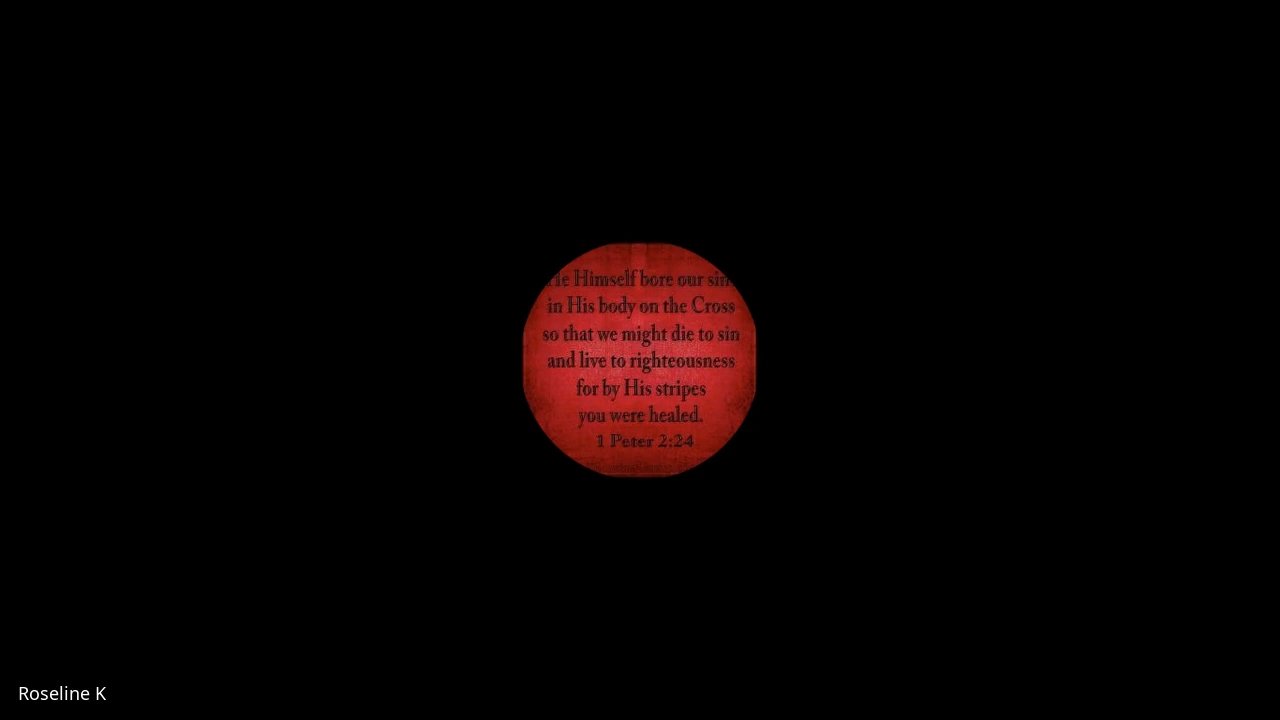 He Himself bore our sin
in His body on the Cross
so that we might die to sin
and live to righteousness
for by His stripes
you were healed.
1 Peter 2:24
Roseline K